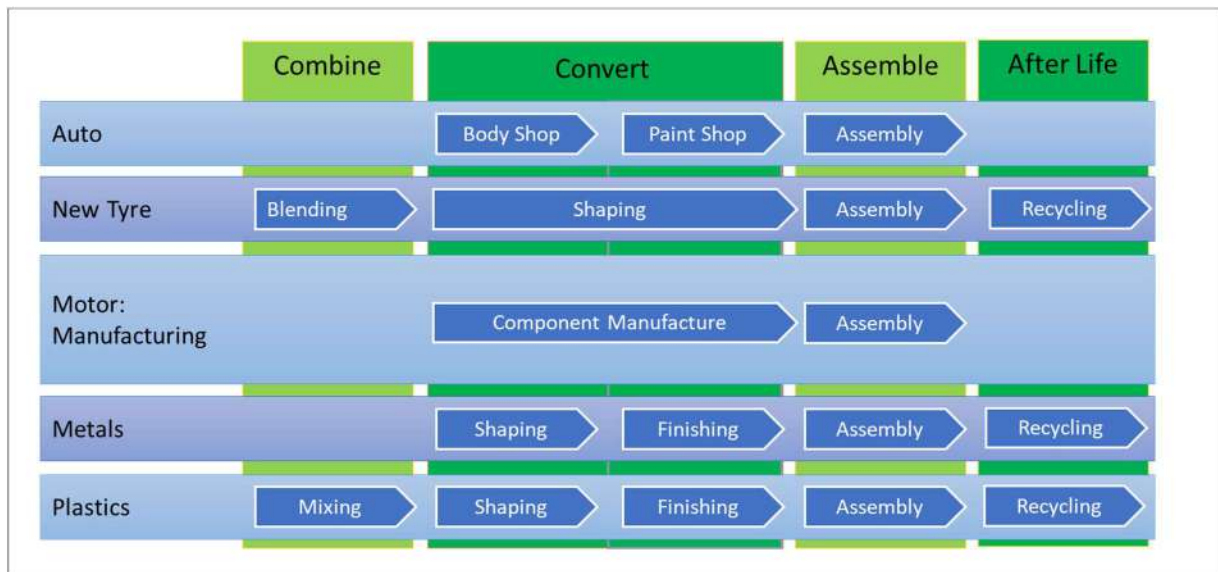 Combine Convert Assemble After Life
Auto Body Shop Paint Shop Assembly
New Tyre Blending Shaping Assembly Recycling
Motor:
Manufacturing
Component Manufacture Assembly
Metals Shaping Finishing Assembly Recycling
Plastics Mixing Shaping Finishing Assembly Recycling